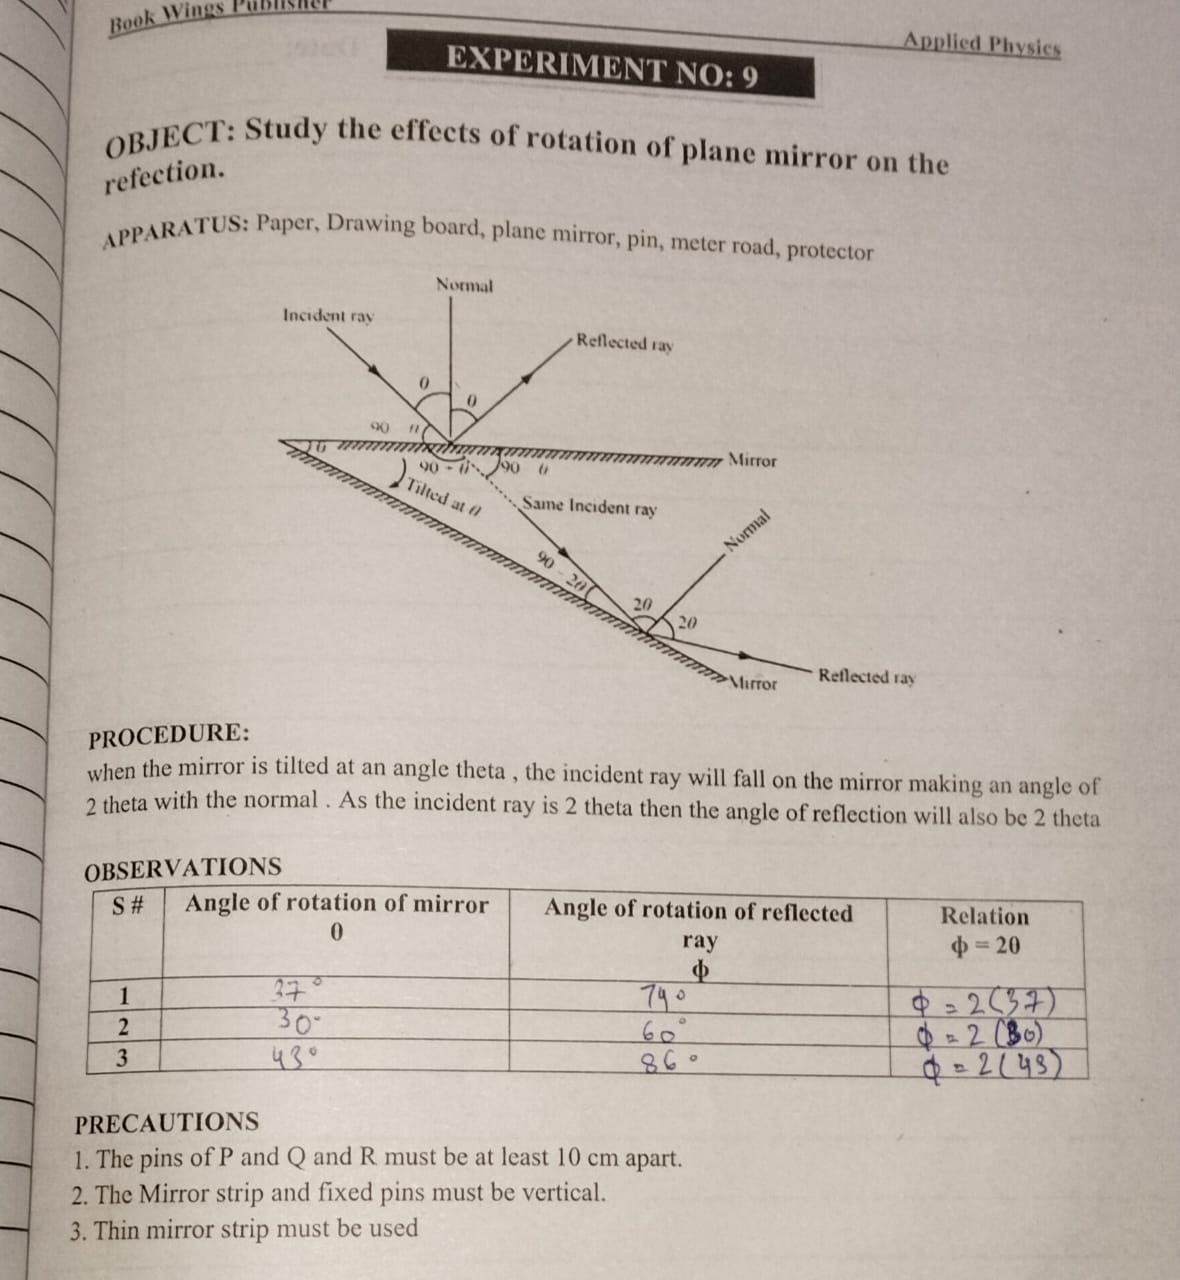 Book Wings Publisher
Applied Physics
EXPERIMENT NO: 9
OBJECT: Study the effects of rotation of plane mirror on the
refection.
APPARATUS: Paper, Drawing board, plane mirror, pin, meter road, protector
Normal
Incident ray
Reflected ray
θ
θ
90 θ
θ
Mirror
90 - θ
90 θ
Tilted at θ
Same Incident ray
Normal
90 - 2θ
2θ
2θ
Reflected ray
Mirror
PROCEDURE:
when the mirror is tilted at an angle theta , the incident ray will fall on the mirror making an angle of
2 theta with the normal . As the incident ray is 2 theta then the angle of reflection will also be 2 theta
OBSERVATIONS
S # Angle of rotation of mirror θ Angle of rotation of reflected ray ϕ Relation ϕ = 2θ
1 37° 74° ϕ = 2(37)
2 30° 60° ϕ = 2(30)
3 43° 86° ϕ = 2(43)
PRECAUTIONS
1. The pins of P and Q and R must be at least 10 cm apart.
2. The Mirror strip and fixed pins must be vertical.
3. Thin mirror strip must be used